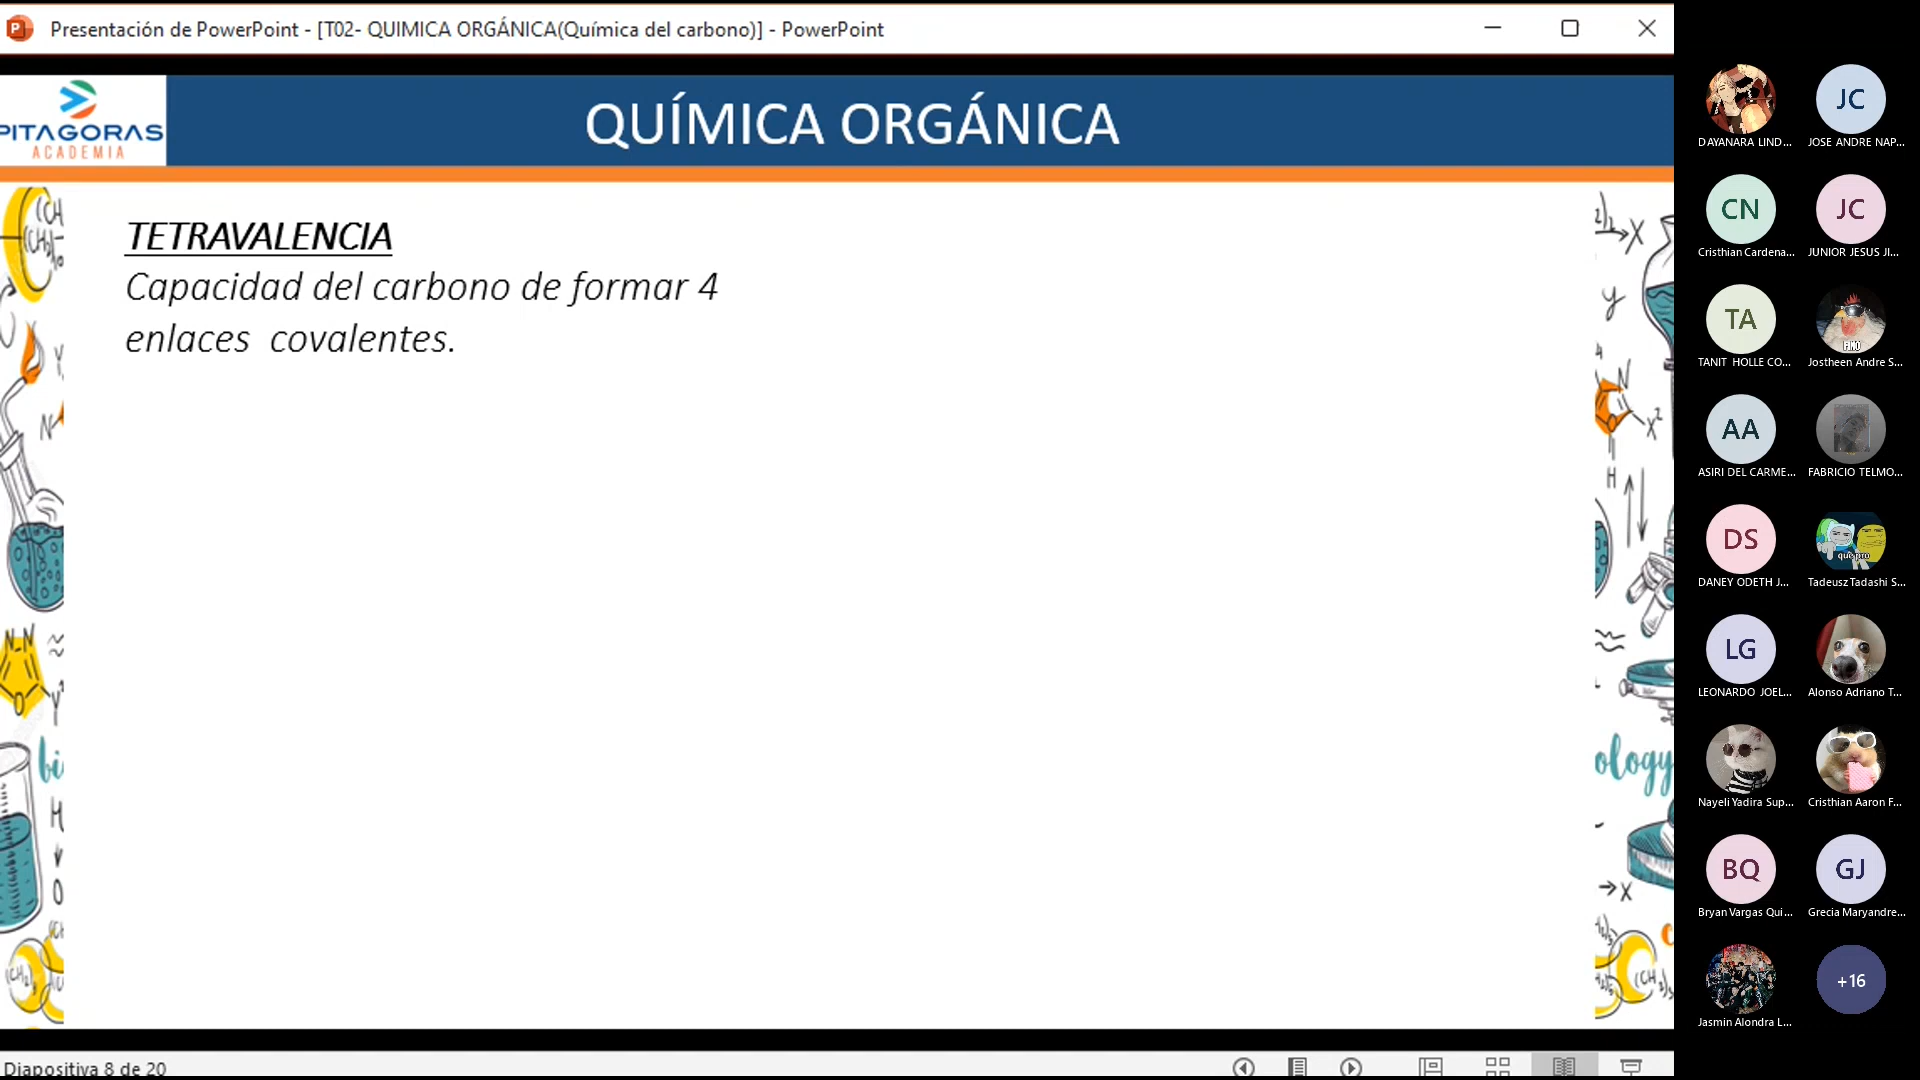 Presentación de PowerPoint - [T02- QUIMICA ORGÁNICA(Química del carbono)] - PowerPoint
PITAGORAS
ACADEMIA
QUÍMICA ORGÁNICA
TETRAVALENCIA
Capacidad del carbono de formar 4
enlaces covalentes.
ology
Diapositiva 8 de 20
DAYANARA LIND...
JC
JOSE ANDRE NAP...
CN
Cristhian Cardena...
JC
JUNIOR JESUS JI...
TA
TANIT HOLLE CO...
FINO
Jostheen Andre S...
AA
ASIRI DEL CARME...
FABRICIO TELMO...
DS
DANEY ODETH J...
que pro
Tadeusz Tadashi S...
LG
LEONARDO JOEL...
Alonso Adriano T...
Nayeli Yadira Sup...
Cristhian Aaron F...
BQ
Bryan Vargas Qui...
GJ
Grecia Maryandre...
Jasmin Alondra L...
+16